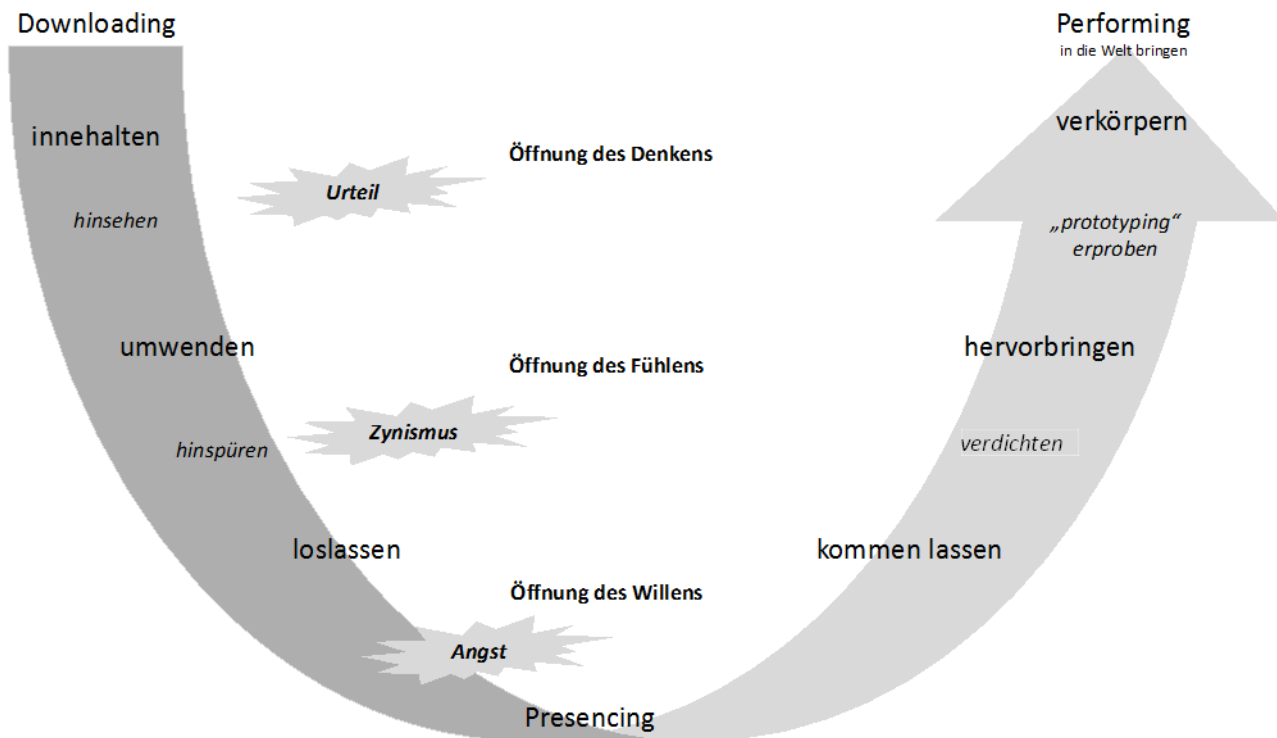 Downloading
Performing
in die Welt bringen
innehalten
verkörpern
Öffnung des Denkens
Urteil
hinsehen
„prototyping“
erproben
umwenden
hervorbringen
Öffnung des Fühlens
Zynismus
hinspüren
verdichten
loslassen
kommen lassen
Öffnung des Willens
Angst
Presencing